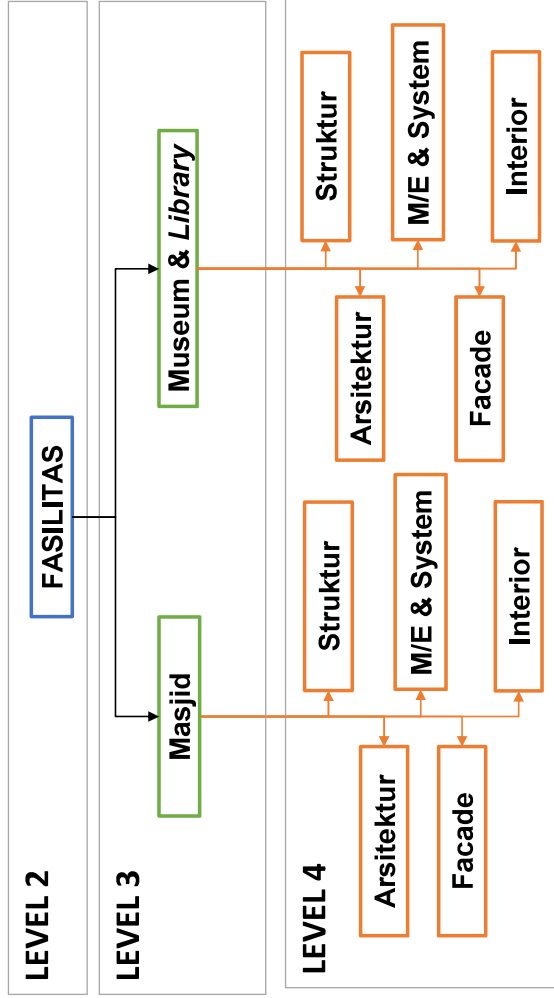 LEVEL 2
FASILITAS
LEVEL 3
Masjid
Museum & Library
LEVEL 4
Struktur
Arsitektur
M/E & System
Facade
Interior
Struktur
Arsitektur
M/E & System
Facade
Interior